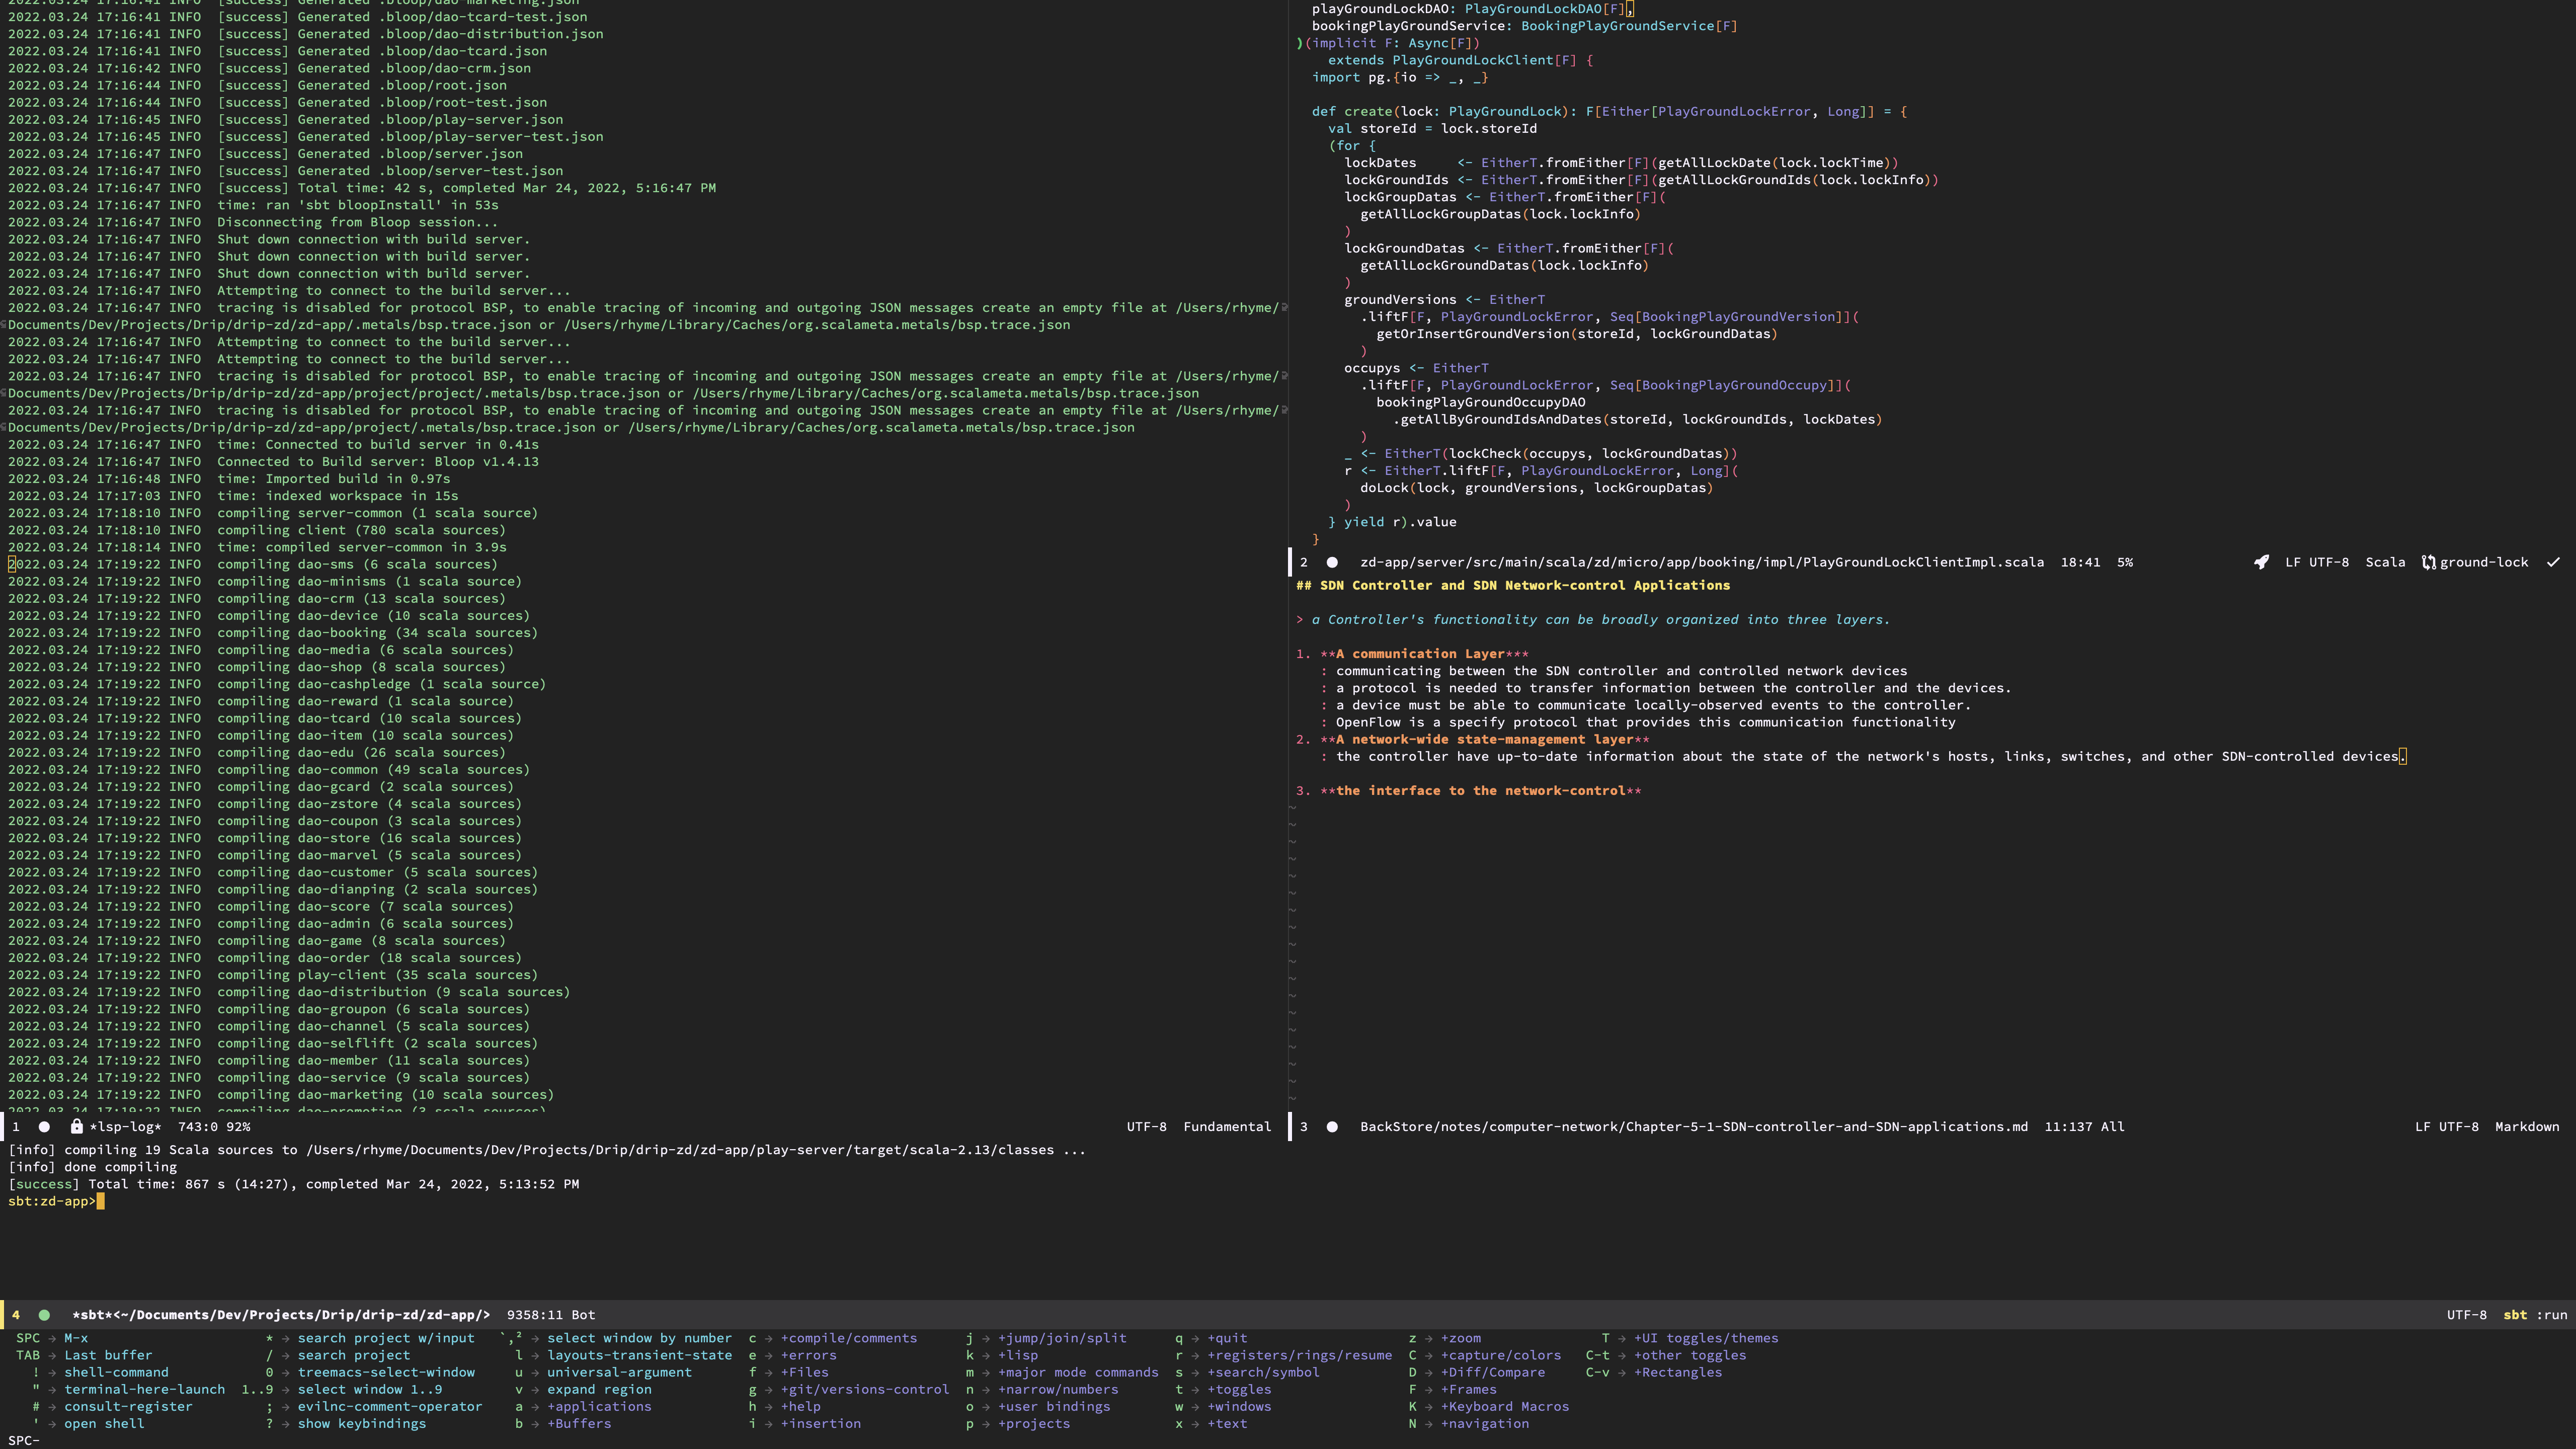 2022.03.24 17:16:41 INFO  [success] Generated .bloop/dao-marketing.json
2022.03.24 17:16:41 INFO  [success] Generated .bloop/dao-tcard-test.json
2022.03.24 17:16:41 INFO  [success] Generated .bloop/dao-distribution.json
2022.03.24 17:16:41 INFO  [success] Generated .bloop/dao-tcard.json
2022.03.24 17:16:42 INFO  [success] Generated .bloop/dao-crm.json
2022.03.24 17:16:44 INFO  [success] Generated .bloop/root.json
2022.03.24 17:16:44 INFO  [success] Generated .bloop/root-test.json
2022.03.24 17:16:45 INFO  [success] Generated .bloop/play-server.json
2022.03.24 17:16:45 INFO  [success] Generated .bloop/play-server-test.json
2022.03.24 17:16:47 INFO  [success] Generated .bloop/server.json
2022.03.24 17:16:47 INFO  [success] Generated .bloop/server-test.json
2022.03.24 17:16:47 INFO  [success] Total time: 42 s, completed Mar 24, 2022, 5:16:47 PM
2022.03.24 17:16:47 INFO  time: ran 'sbt bloopInstall' in 53s
2022.03.24 17:16:47 INFO  Disconnecting from Bloop session...
2022.03.24 17:16:47 INFO  Shut down connection with build server.
2022.03.24 17:16:47 INFO  Shut down connection with build server.
2022.03.24 17:16:47 INFO  Shut down connection with build server.
2022.03.24 17:16:47 INFO  Attempting to connect to the build server...
2022.03.24 17:16:47 INFO  tracing is disabled for protocol BSP, to enable tracing of incoming and outgoing JSON messages create an empty file at /Users/rhyme/
Documents/Dev/Projects/Drip/drip-zd/zd-app/.metals/bsp.trace.json or /Users/rhyme/Library/Caches/org.scalameta.metals/bsp.trace.json
2022.03.24 17:16:47 INFO  Attempting to connect to the build server...
2022.03.24 17:16:47 INFO  Attempting to connect to the build server...
2022.03.24 17:16:47 INFO  tracing is disabled for protocol BSP, to enable tracing of incoming and outgoing JSON messages create an empty file at /Users/rhyme/
Documents/Dev/Projects/Drip/drip-zd/zd-app/project/project/.metals/bsp.trace.json or /Users/rhyme/Library/Caches/org.scalameta.metals/bsp.trace.json
2022.03.24 17:16:47 INFO  tracing is disabled for protocol BSP, to enable tracing of incoming and outgoing JSON messages create an empty file at /Users/rhyme/
Documents/Dev/Projects/Drip/drip-zd/zd-app/project/.metals/bsp.trace.json or /Users/rhyme/Library/Caches/org.scalameta.metals/bsp.trace.json
2022.03.24 17:16:47 INFO  time: Connected to build server in 0.41s
2022.03.24 17:16:47 INFO  Connected to Build server: Bloop v1.4.13
2022.03.24 17:16:48 INFO  time: Imported build in 0.97s
2022.03.24 17:17:03 INFO  time: indexed workspace in 15s
2022.03.24 17:18:10 INFO  compiling server-common (1 scala source)
2022.03.24 17:18:10 INFO  compiling client (780 scala sources)
2022.03.24 17:18:14 INFO  time: compiled server-common in 3.9s
2022.03.24 17:19:22 INFO  compiling dao-sms (6 scala sources)
2022.03.24 17:19:22 INFO  compiling dao-minisms (1 scala source)
2022.03.24 17:19:22 INFO  compiling dao-crm (13 scala sources)
2022.03.24 17:19:22 INFO  compiling dao-device (10 scala sources)
2022.03.24 17:19:22 INFO  compiling dao-booking (34 scala sources)
2022.03.24 17:19:22 INFO  compiling dao-media (6 scala sources)
2022.03.24 17:19:22 INFO  compiling dao-shop (8 scala sources)
2022.03.24 17:19:22 INFO  compiling dao-cashpledge (1 scala source)
2022.03.24 17:19:22 INFO  compiling dao-reward (1 scala source)
2022.03.24 17:19:22 INFO  compiling dao-tcard (10 scala sources)
2022.03.24 17:19:22 INFO  compiling dao-item (10 scala sources)
2022.03.24 17:19:22 INFO  compiling dao-edu (26 scala sources)
2022.03.24 17:19:22 INFO  compiling dao-common (49 scala sources)
2022.03.24 17:19:22 INFO  compiling dao-gcard (2 scala sources)
2022.03.24 17:19:22 INFO  compiling dao-zstore (4 scala sources)
2022.03.24 17:19:22 INFO  compiling dao-coupon (3 scala sources)
2022.03.24 17:19:22 INFO  compiling dao-store (16 scala sources)
2022.03.24 17:19:22 INFO  compiling dao-marvel (5 scala sources)
2022.03.24 17:19:22 INFO  compiling dao-customer (5 scala sources)
2022.03.24 17:19:22 INFO  compiling dao-dianping (2 scala sources)
2022.03.24 17:19:22 INFO  compiling dao-score (7 scala sources)
2022.03.24 17:19:22 INFO  compiling dao-admin (6 scala sources)
2022.03.24 17:19:22 INFO  compiling dao-game (8 scala sources)
2022.03.24 17:19:22 INFO  compiling dao-order (18 scala sources)
2022.03.24 17:19:22 INFO  compiling play-client (35 scala sources)
2022.03.24 17:19:22 INFO  compiling dao-distribution (9 scala sources)
2022.03.24 17:19:22 INFO  compiling dao-groupon (6 scala sources)
2022.03.24 17:19:22 INFO  compiling dao-channel (5 scala sources)
2022.03.24 17:19:22 INFO  compiling dao-selflift (2 scala sources)
2022.03.24 17:19:22 INFO  compiling dao-member (11 scala sources)
2022.03.24 17:19:22 INFO  compiling dao-service (9 scala sources)
2022.03.24 17:19:22 INFO  compiling dao-marketing (10 scala sources)
2022.03.24 17:19:22 INFO  compiling dao-promotion (3 scala sources)
1 *lsp-log* 743:0 92% UTF-8 Fundamental
playGroundLockDAO: PlayGroundLockDAO[F],
bookingPlayGroundService: BookingPlayGroundService[F]
)(implicit F: Async[F])
extends PlayGroundLockClient[F] {
import pg.{io => _, _}
def create(lock: PlayGroundLock): F[Either[PlayGroundLockError, Long]] = {
val storeId = lock.storeId
(for {
lockDates     <- EitherT.fromEither[F](getAllLockDate(lock.lockTime))
lockGroundIds <- EitherT.fromEither[F](getAllLockGroundIds(lock.lockInfo))
lockGroupDatas <- EitherT.fromEither[F](
getAllLockGroupDatas(lock.lockInfo)
)
lockGroundDatas <- EitherT.fromEither[F](
getAllLockGroundDatas(lock.lockInfo)
)
groundVersions <- EitherT
.liftF[F, PlayGroundLockError, Seq[BookingPlayGroundVersion]](
getOrInsertGroundVersion(storeId, lockGroundDatas)
)
occupys <- EitherT
.liftF[F, PlayGroundLockError, Seq[BookingPlayGroundOccupy]](
bookingPlayGroundOccupyDAO
.getAllByGroundIdsAndDates(storeId, lockGroundIds, lockDates)
)
_ <- EitherT(lockCheck(occupys, lockGroundDatas))
r <- EitherT.liftF[F, PlayGroundLockError, Long](
doLock(lock, groundVersions, lockGroupDatas)
)
} yield r).value
}
2 zd-app/server/src/main/scala/zd/micro/app/booking/impl/PlayGroundLockClientImpl.scala 18:41 5% LF UTF-8 Scala ground-lock
## SDN Controller and SDN Network-control Applications
> a Controller's functionality can be broadly organized into three layers.
1. **A communication Layer***
: communicating between the SDN controller and controlled network devices
: a protocol is needed to transfer information between the controller and the devices.
: a device must be able to communicate locally-observed events to the controller.
: OpenFlow is a specify protocol that provides this communication functionality
2. **A network-wide state-management layer**
: the controller have up-to-date information about the state of the network's hosts, links, switches, and other SDN-controlled devices.
3. **the interface to the network-control**
3 BackStore/notes/computer-network/Chapter-5-1-SDN-controller-and-SDN-applications.md 11:137 All LF UTF-8 Markdown
[info] compiling 19 Scala sources to /Users/rhyme/Documents/Dev/Projects/Drip/drip-zd/zd-app/play-server/target/scala-2.13/classes ...
[info] done compiling
[success] Total time: 867 s (14:27), completed Mar 24, 2022, 5:13:52 PM
sbt:zd-app>
4 *sbt*<~/Documents/Dev/Projects/Drip/drip-zd/zd-app/> 9358:11 Bot UTF-8 sbt :run
SPC → M-x * → search project w/input `,² → select window by number c → +compile/comments j → +jump/join/split q → +quit z → +zoom T → +UI toggles/themes
TAB → Last buffer / → search project l → layouts-transient-state e → +errors k → +lisp r → +registers/rings/resume C → +capture/colors C-t → +other toggles
! → shell-command 0 → treemacs-select-window u → universal-argument f → +Files m → +major mode commands s → +search/symbol D → +Diff/Compare C-v → +Rectangles
" → terminal-here-launch 1..9 → select window 1..9 v → expand region g → +git/versions-control n → +narrow/numbers t → +toggles F → +Frames
# → consult-register ; → evilnc-comment-operator a → +applications h → +help o → +user bindings w → +windows K → +Keyboard Macros
' → open shell ? → show keybindings b → +Buffers i → +insertion p → +projects x → +text N → +navigation
SPC-